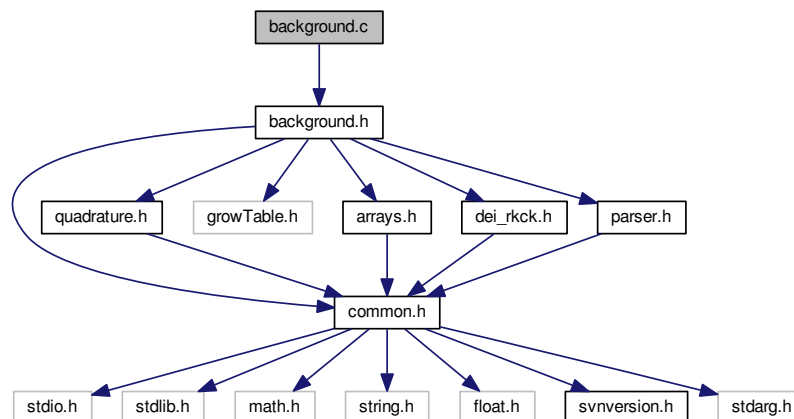 background.c
background.h
quadrature.h
growTable.h
arrays.h
dei_rkck.h
parser.h
common.h
stdio.h
stdlib.h
math.h
string.h
float.h
svnversion.h
stdarg.h